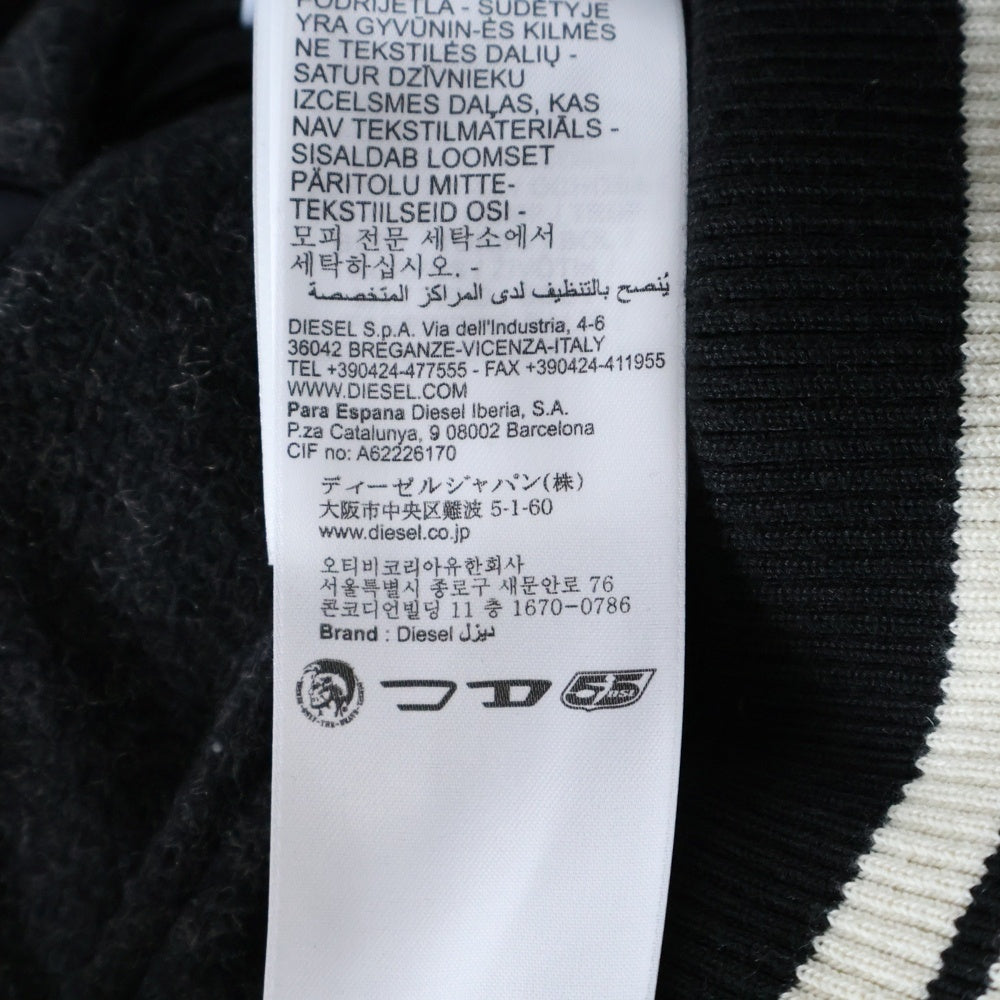 PODRIJETLA - SUDĖTYJE
YRA GYVŪNIN-ĖS KILMĖS
NE TEKSTILĖS DALIŲ -
SATUR DZĪVNIEKU
IZCELSMES DAĻAS, KAS
NAV TEKSTILMATERIĀLS -
SISALDAB LOOMSET
PÄRITOLU MITTE-
TEKSTIILSEID OSI -
모피 전문 세탁소에서
세탁하십시오. -
يُنصح بالتنظيف لدى المراكز المتخصصة
DIESEL S.p.A. Via dell'Industria, 4-6
36042 BREGANZE-VICENZA-ITALY
TEL +390424-477555 - FAX +390424-411955
WWW.DIESEL.COM
Para Espana Diesel Iberia, S.A.
P.za Catalunya, 9 08002 Barcelona
CIF no: A62226170
ディーゼルジャパン(株)
大阪市中央区難波 5-1-60
www.diesel.co.jp
오티비코리아유한회사
서울특별시 종로구 새문안로 76
콘코디언빌딩 11 층 1670-0786
Brand : Diesel ديزل